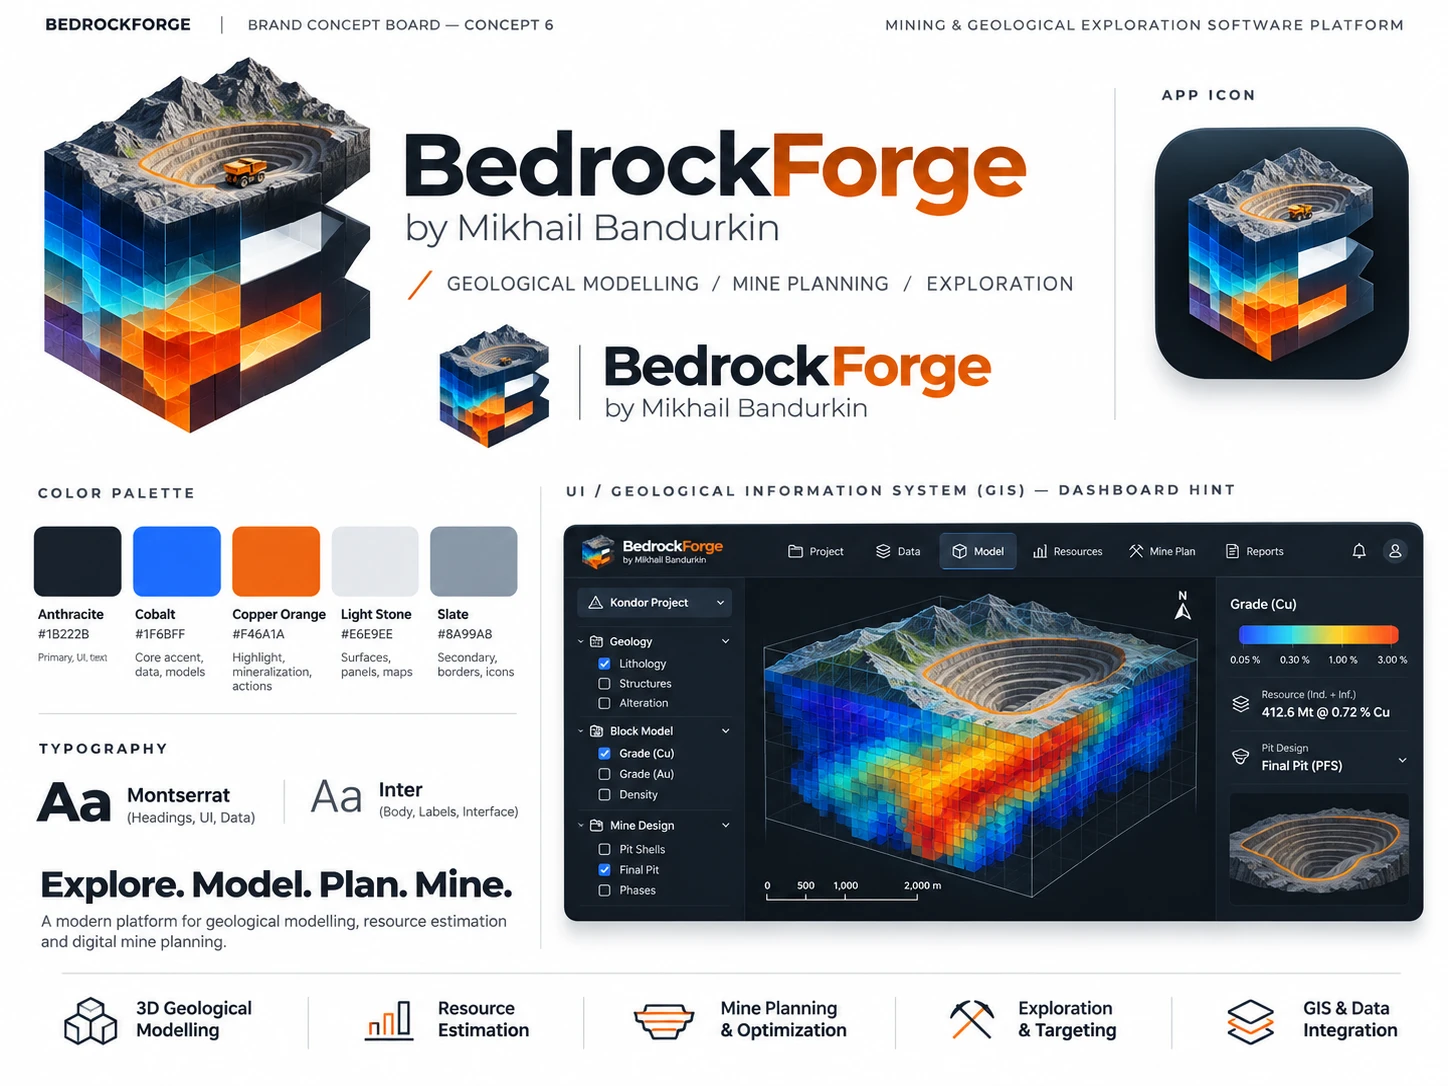 BEDROCKFORGE
BRAND CONCEPT BOARD — CONCEPT 6
MINING & GEOLOGICAL EXPLORATION SOFTWARE PLATFORM
BedrockForge
by Mikhail Bandurkin
/ GEOLOGICAL MODELLING / MINE PLANNING / EXPLORATION
BedrockForge
by Mikhail Bandurkin
APP ICON
COLOR PALETTE
Anthracite
#1B222B
Primary, UI, text
Cobalt
#1F6BFF
Core accent,
data, models
Copper Orange
#F46A1A
Highlight,
mineralization,
actions
Light Stone
#E6E9EE
Surfaces,
panels, maps
Slate
#8A99A8
Secondary,
borders, icons
TYPOGRAPHY
Aa
Montserrat
(Headings, UI, Data)
Aa
Inter
(Body, Labels, Interface)
Explore. Model. Plan. Mine.
A modern platform for geological modelling, resource estimation
and digital mine planning.
UI / GEOLOGICAL INFORMATION SYSTEM (GIS) — DASHBOARD HINT
BedrockForge
by Mikhail Bandurkin
Project
Data
Model
Resources
Mine Plan
Reports
Kondor Project
Geology
Lithology
Structures
Alteration
Block Model
Grade (Cu)
Grade (Au)
Density
Mine Design
Pit Shells
Final Pit
Phases
N
0 500 1,000 2,000 m
Grade (Cu)
0.05 % 0.30 % 1.00 % 3.00 %
Resource (Ind. + Inf.)
412.6 Mt @ 0.72 % Cu
Pit Design
Final Pit (PFS)
3D Geological
Modelling
Resource
Estimation
Mine Planning
& Optimization
Exploration
& Targeting
GIS & Data
Integration